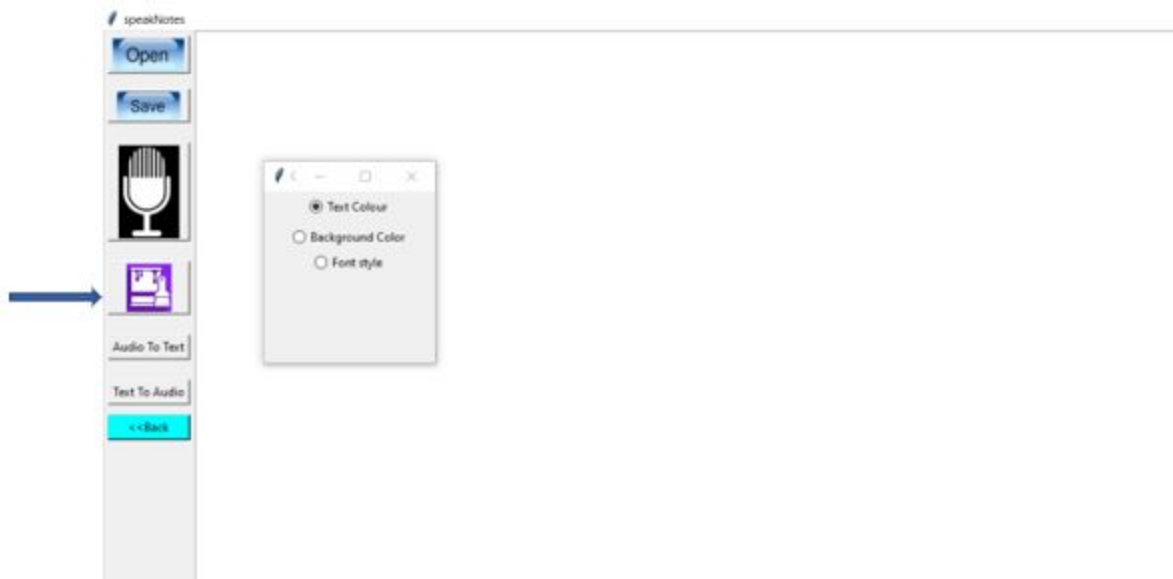 speakNotes
Open
Save
Text Colour
Background Color
Font style
Audio To Text
Text To Audio
<<Back